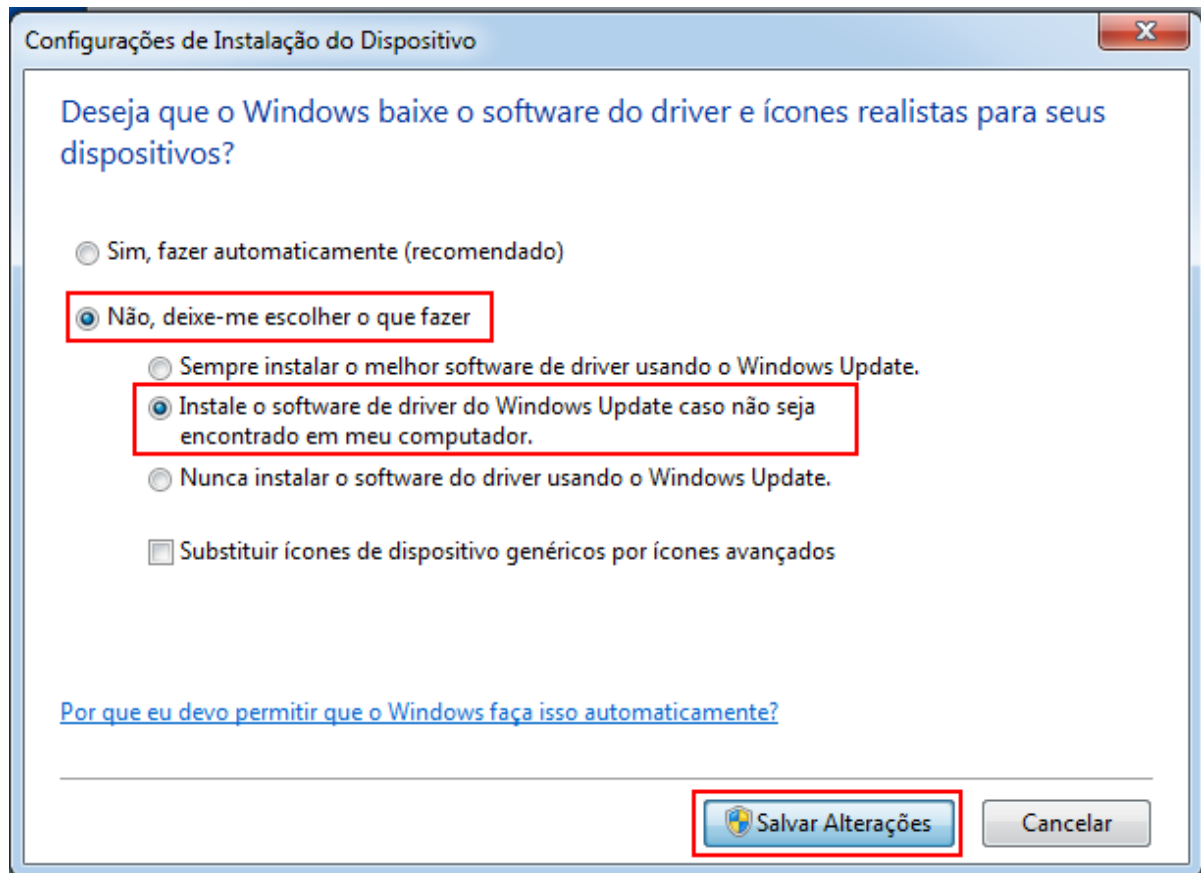 Configurações de Instalação do Dispositivo
Deseja que o Windows baixe o software do driver e ícones realistas para seus
dispositivos?
Sim, fazer automaticamente (recomendado)
Não, deixe-me escolher o que fazer
Sempre instalar o melhor software de driver usando o Windows Update.
Instale o software de driver do Windows Update caso não seja
encontrado em meu computador.
Nunca instalar o software do driver usando o Windows Update.
Substituir ícones de dispositivo genéricos por ícones avançados
Por que eu devo permitir que o Windows faça isso automaticamente?
Salvar Alterações
Cancelar